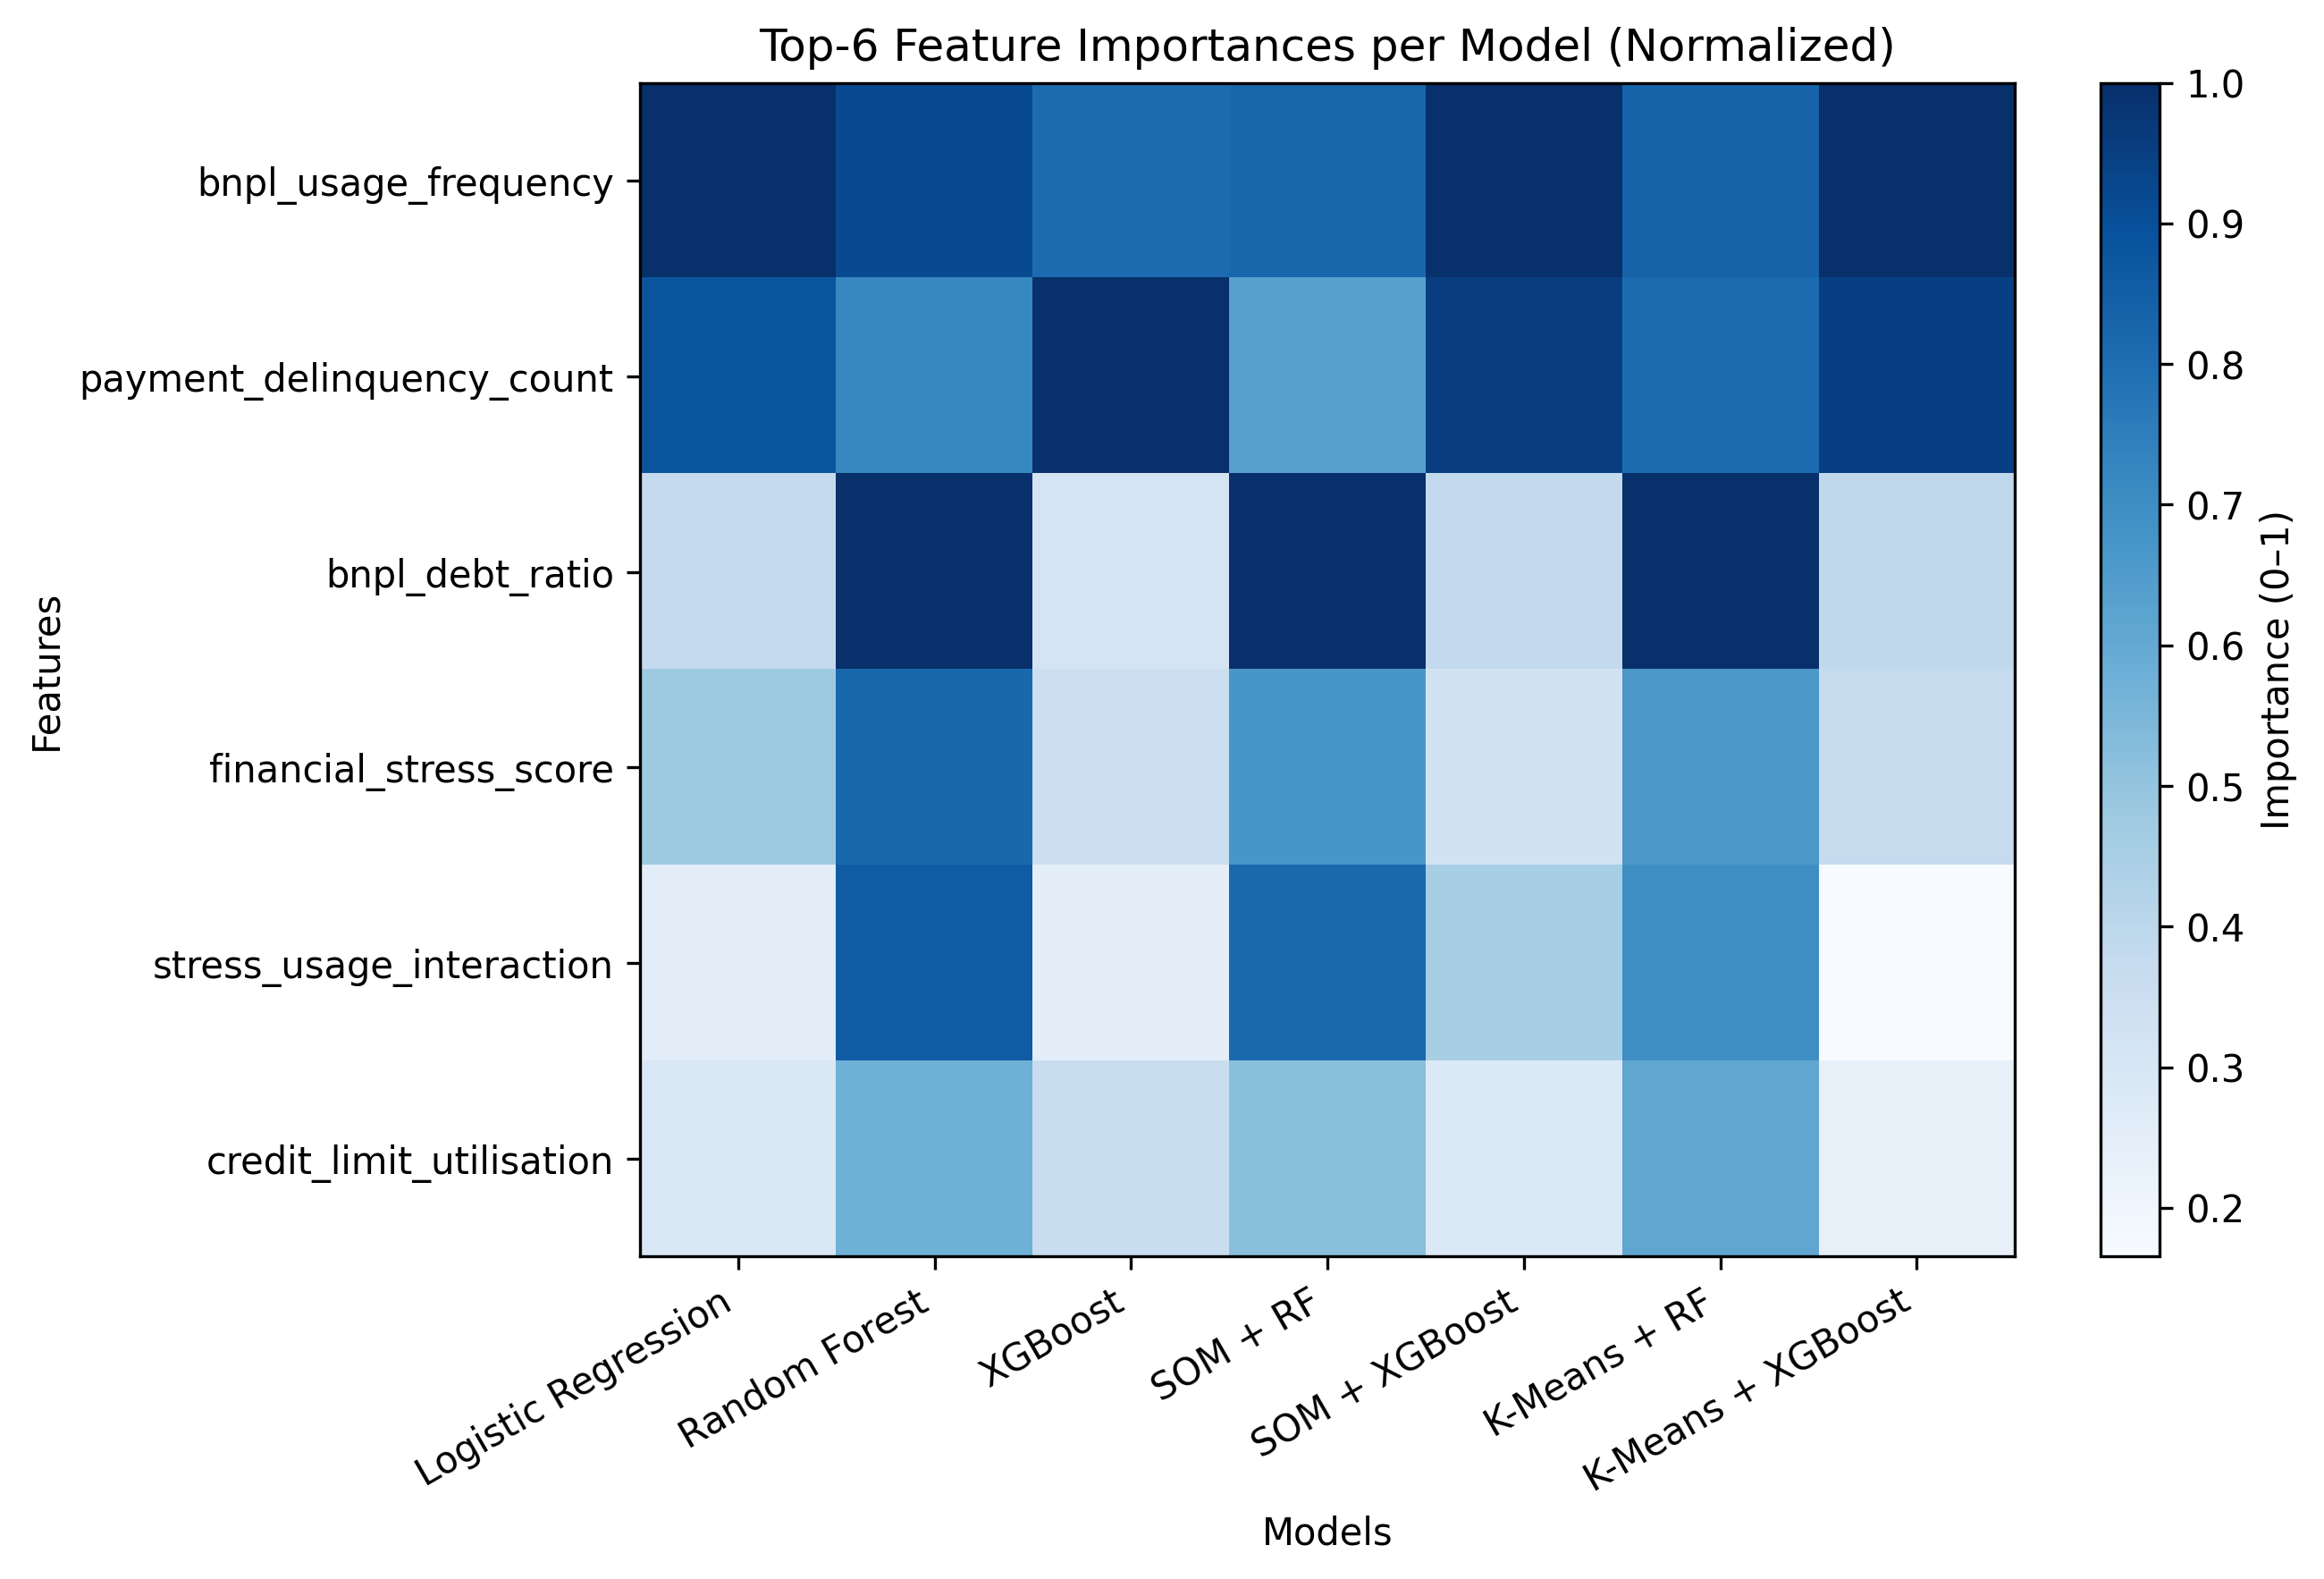 Top-6 Feature Importances per Model (Normalized)
Features
bnpl_usage_frequency
payment_delinquency_count
bnpl_debt_ratio
financial_stress_score
stress_usage_interaction
credit_limit_utilisation
Logistic Regression
Random Forest
XGBoost
SOM + RF
SOM + XGBoost
K-Means + RF
K-Means + XGBoost
Models
1.0
0.9
0.8
0.7
0.6
0.5
0.4
0.3
0.2
Importance (0–1)